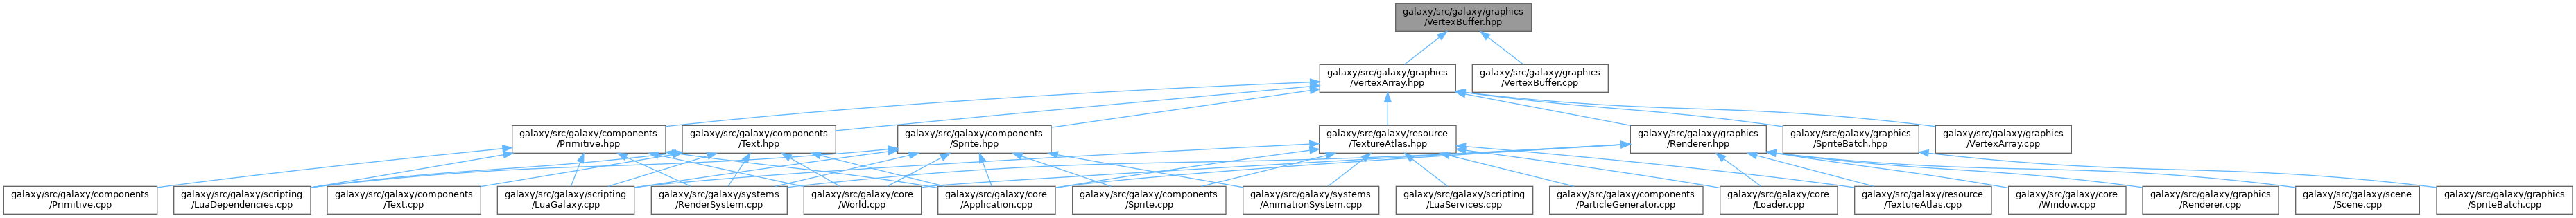 galaxy/src/galaxy/graphics
/VertexBuffer.hpp
galaxy/src/galaxy/graphics
/VertexArray.hpp
galaxy/src/galaxy/graphics
/VertexBuffer.cpp
galaxy/src/galaxy/components
/Primitive.hpp
galaxy/src/galaxy/components
/Text.hpp
galaxy/src/galaxy/components
/Sprite.hpp
galaxy/src/galaxy/resource
/TextureAtlas.hpp
galaxy/src/galaxy/graphics
/Renderer.hpp
galaxy/src/galaxy/graphics
/SpriteBatch.hpp
galaxy/src/galaxy/graphics
/VertexArray.cpp
galaxy/src/galaxy/components
/Primitive.cpp
galaxy/src/galaxy/scripting
/LuaDependencies.cpp
galaxy/src/galaxy/components
/Text.cpp
galaxy/src/galaxy/scripting
/LuaGalaxy.cpp
galaxy/src/galaxy/systems
/RenderSystem.cpp
galaxy/src/galaxy/core
/World.cpp
galaxy/src/galaxy/core
/Application.cpp
galaxy/src/galaxy/components
/Sprite.cpp
galaxy/src/galaxy/systems
/AnimationSystem.cpp
galaxy/src/galaxy/scripting
/LuaServices.cpp
galaxy/src/galaxy/components
/ParticleGenerator.cpp
galaxy/src/galaxy/core
/Loader.cpp
galaxy/src/galaxy/resource
/TextureAtlas.cpp
galaxy/src/galaxy/core
/Window.cpp
galaxy/src/galaxy/graphics
/Renderer.cpp
galaxy/src/galaxy/scene
/Scene.cpp
galaxy/src/galaxy/graphics
/SpriteBatch.cpp